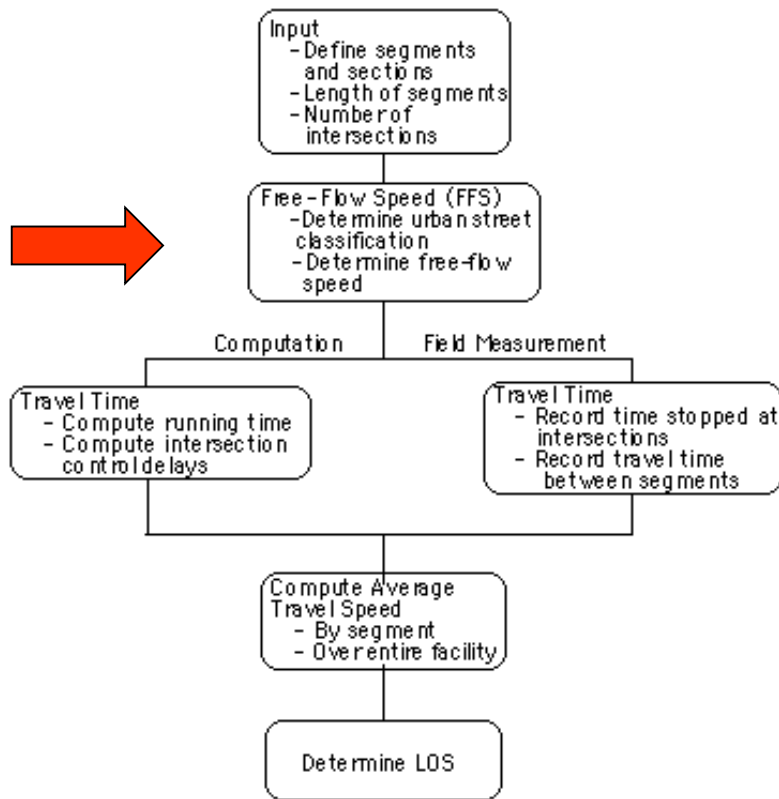 Input
- Define segments
and sections
- Length of segments
- Number of
intersections
Free-Flow Speed (FFS)
- Determine urban street
classification
- Determine free-flow
speed
Computation
Field Measurement
Travel Time
- Compute running time
- Compute intersection
control delays
Travel Time
- Record time stopped at
intersections
- Record travel time
between segments
Compute Average
Travel Speed
- By segment
- Over entire facility
Determine LOS